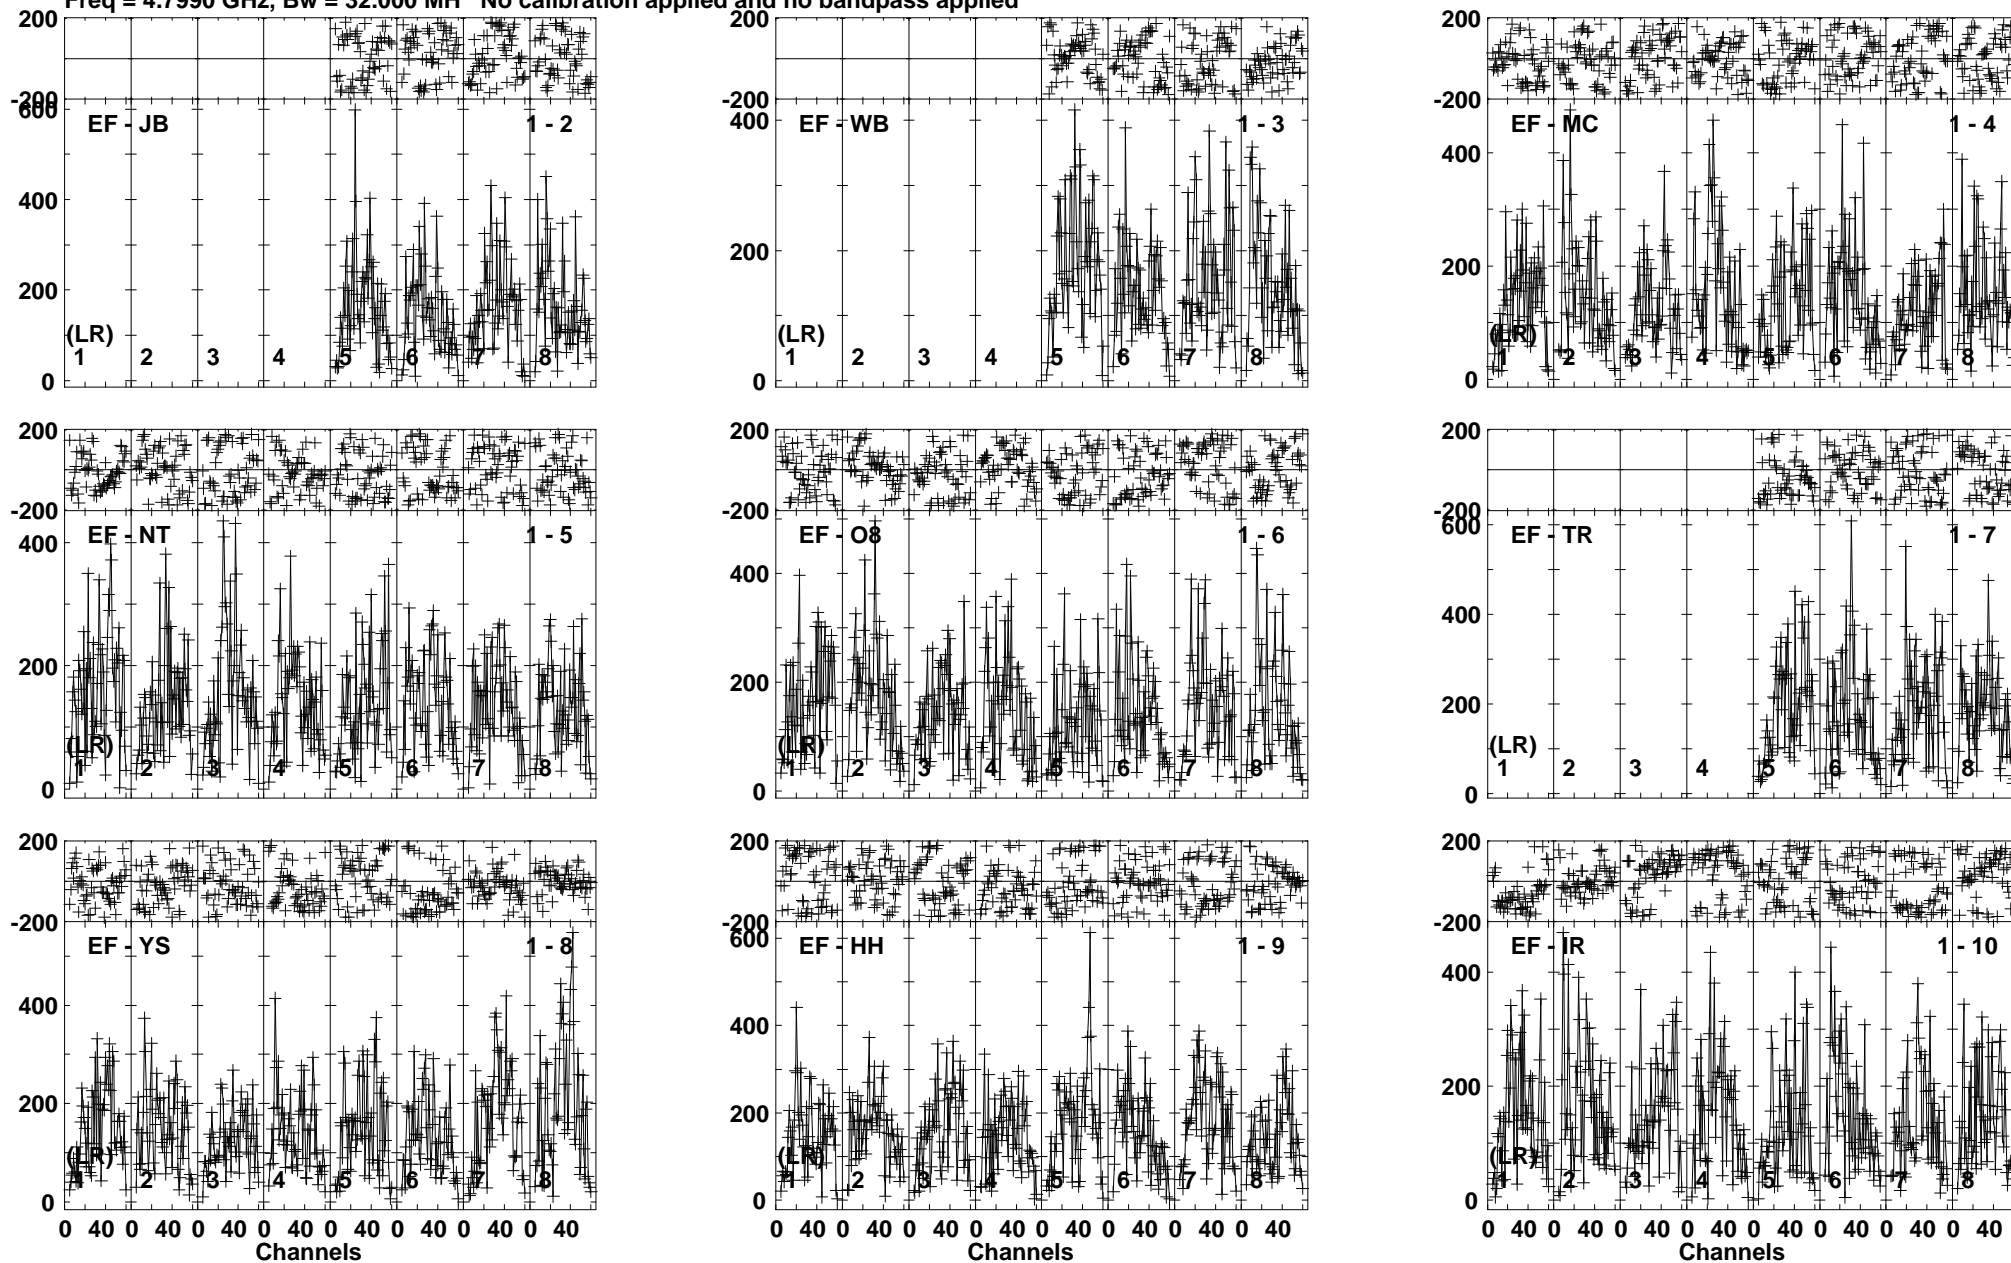 Freq = 4.7990 GHz, Bw = 32.000 MH No calibration applied and no bandpass applied
200 200 200
-200 -200 -200
600 EF - JB 1 - 2 400 EF - WB 1 - 3 EF - MC 1 - 4
400 400
200 200 200
(LR) (LR) (LR)
1 2 3 4 5 6 7 8 1 2 3 4 5 6 7 8 1 2 3 4 5 6 7 8
0 0 0
200 200 200
-200 -200 -200
EF - NT 1 - 5 EF - O8 1 - 6 600 EF - TR 1 - 7
400 400 400
200 200 200
(LR) (LR) (LR)
1 2 3 4 5 6 7 8 1 2 3 4 5 6 7 8 1 2 3 4 5 6 7 8
0 0 0
200 200 200
-200 -200 -200
EF - YS 1 - 8 600 EF - HH 1 - 9 EF - IR 1 - 10
400 400 400
200 200 200
(LR) (LR) (LR)
1 2 3 4 5 6 7 8 1 2 3 4 5 6 7 8 1 2 3 4 5 6 7 8
0 0 0
0 40 0 40 0 40 0 40 0 40 0 40 0 40 0 40 0 40 0 40 0 40 0 40 0 40 0 40 0 40 0 40 0 40 0 40 0 40 0 40 0 40 0 40 0 40 0 40
Channels Channels Channels